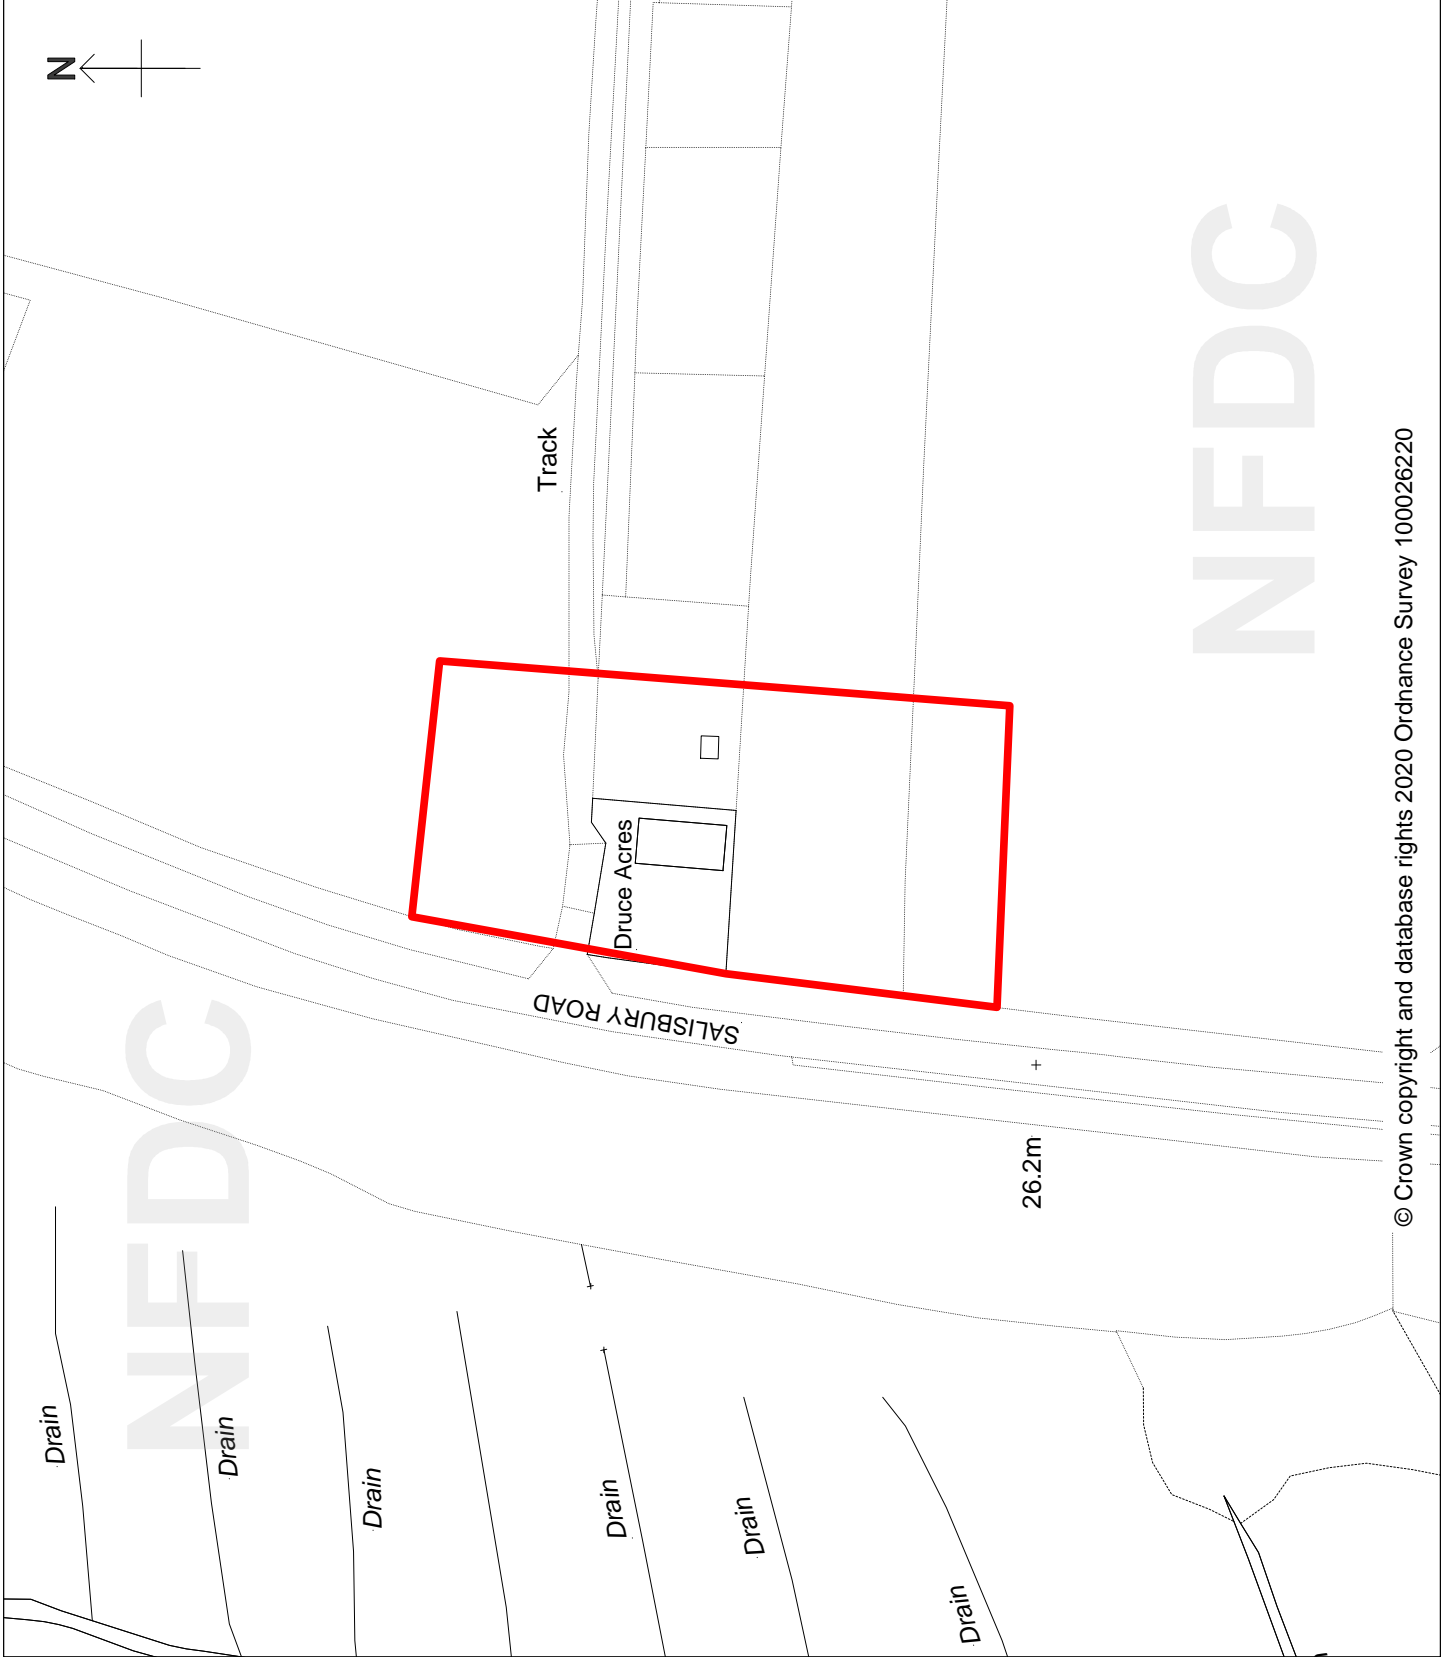 N
NFDC
Track
Druce Acres
SALISBURY ROAD
NFDC
26.2m
Drain
Drain
Drain
Drain
Drain
Drain
© Crown copyright and database rights 2020 Ordnance Survey 100026220